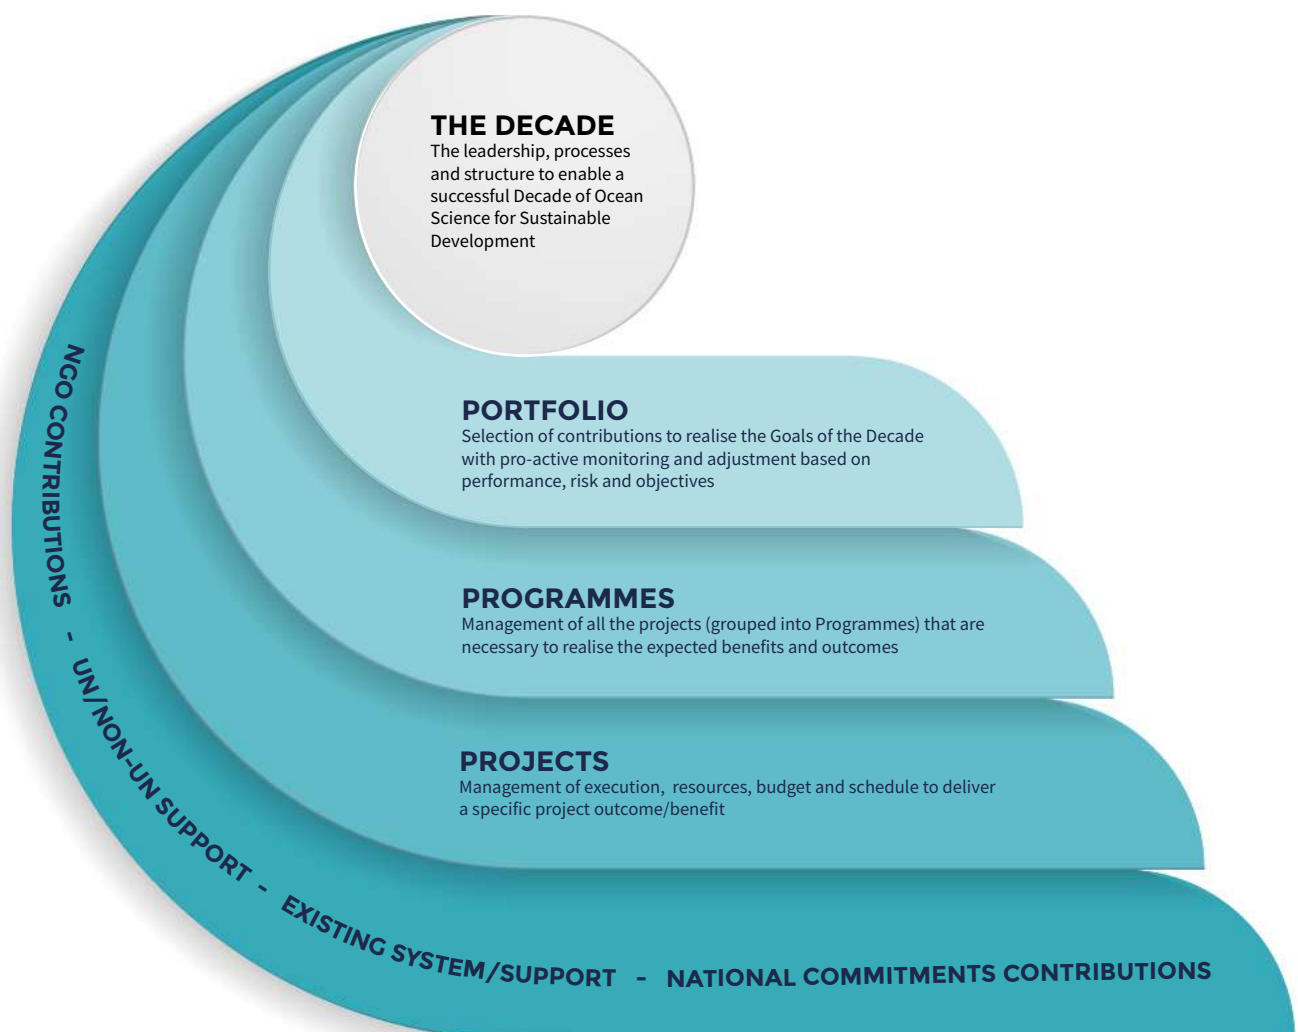 THE DECADE
The leadership, processes
and structure to enable a
successful Decade of Ocean
Science for Sustainable
Development
PORTFOLIO
Selection of contributions to realise the Goals of the Decade
with pro-active monitoring and adjustment based on
performance, risk and objectives
PROGRAMMES
Management of all the projects (grouped into Programmes) that are
necessary to realise the expected benefits and outcomes
PROJECTS
Management of execution, resources, budget and schedule to deliver
a specific project outcome/benefit
NGO CONTRIBUTIONS - UN/NON-UN SUPPORT - EXISTING SYSTEM/SUPPORT - NATIONAL COMMITMENTS CONTRIBUTIONS